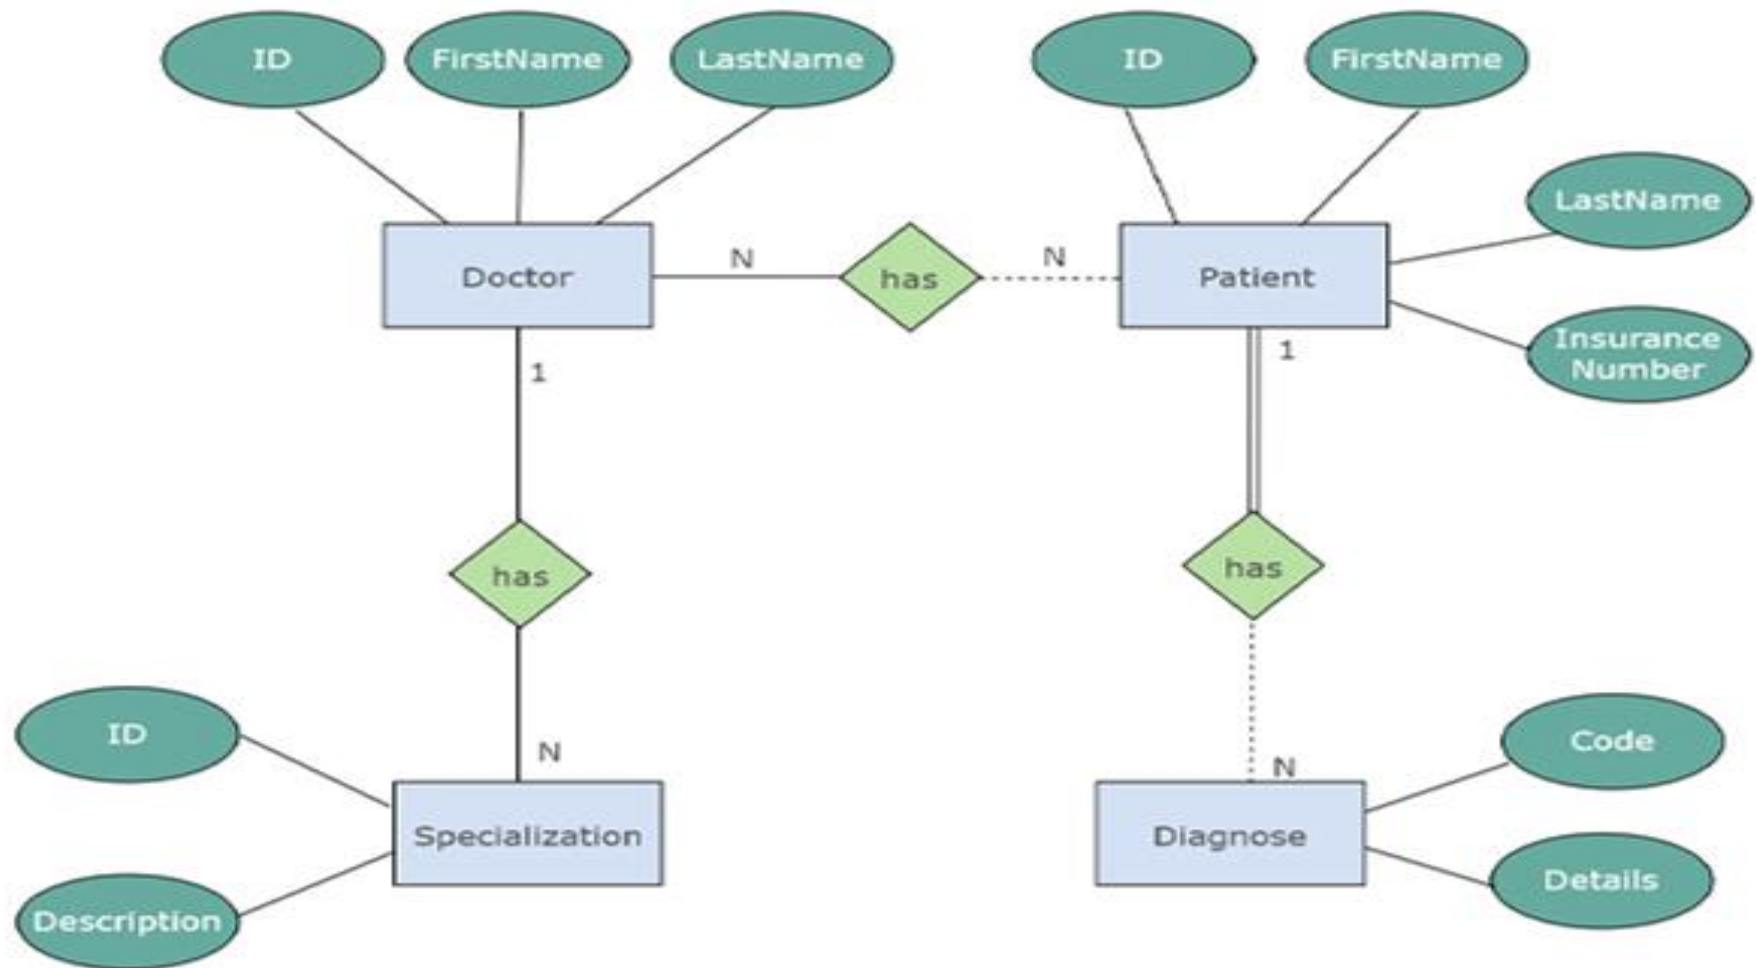 ID
FirstName
LastName
ID
FirstName
LastName
Doctor
N
has
N
Patient
Insurance
Number
1
1
has
has
ID
N
Specialization
Description
N
Diagnose
Code
Details